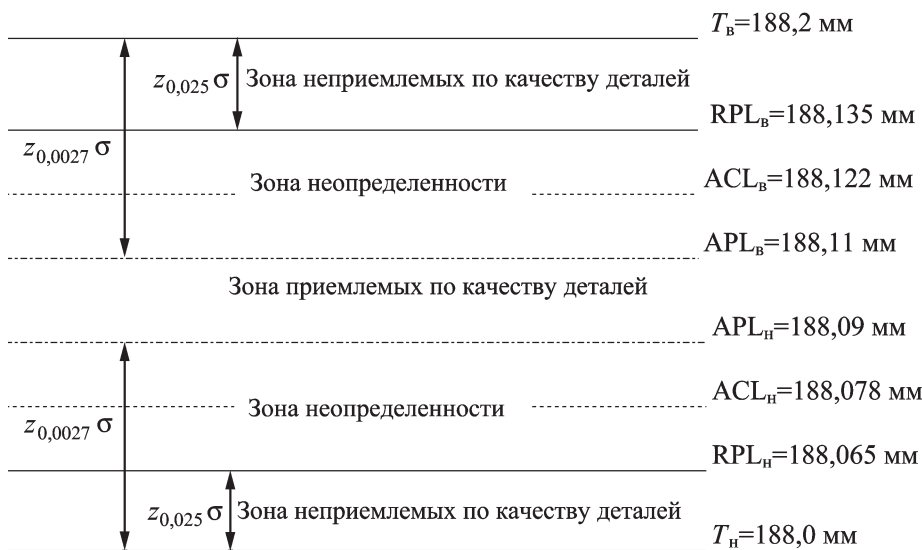 Tв=188,2 мм
z0,025 σ Зона неприемлемых по качеству деталей
RPLв=188,135 мм
z0,0027 σ
Зона неопределенности
ACLв=188,122 мм
APLв=188,11 мм
Зона приемлемых по качеству деталей
APLн=188,09 мм
ACLн=188,078 мм
Зона неопределенности
z0,0027 σ
RPLн=188,065 мм
z0,025 σ Зона неприемлемых по качеству деталей
Tн=188,0 мм